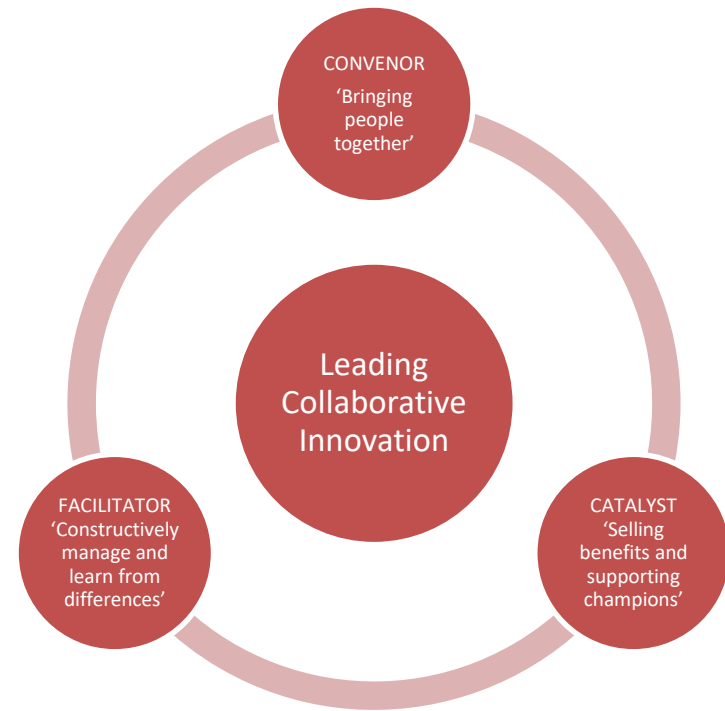 CONVENOR
‘Bringing
people
together’
Leading
Collaborative
Innovation
FACILITATOR
‘Constructively
manage and
learn from
differences’
CATALYST
‘Selling
benefits and
supporting
champions’